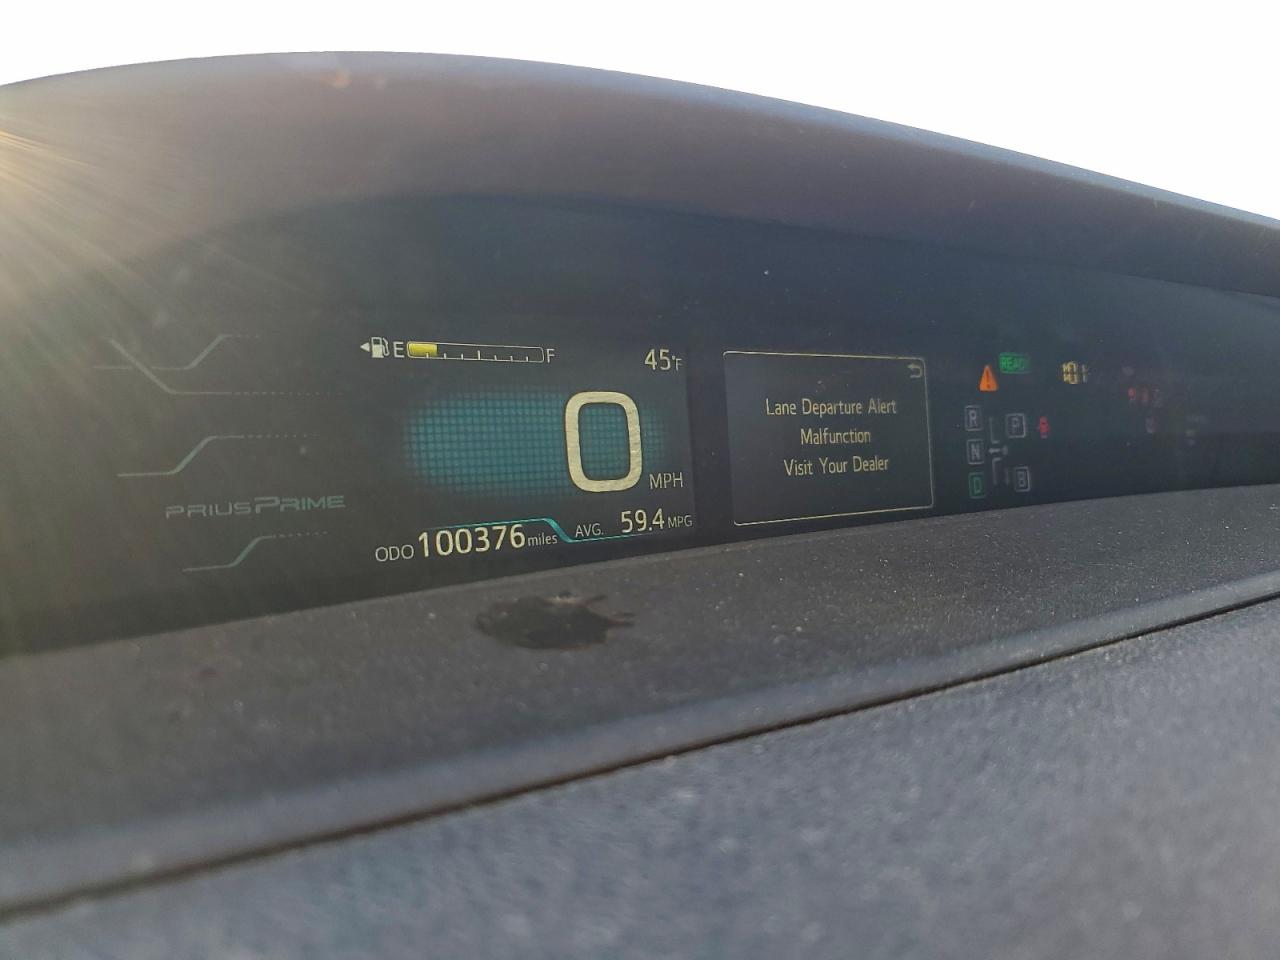 E F
45°F
0 MPH
PRIUS PRIME
ODO 100376 miles
AVG. 59.4 MPG
Lane Departure Alert
Malfunction
Visit Your Dealer
READY
R
P
N
D
B